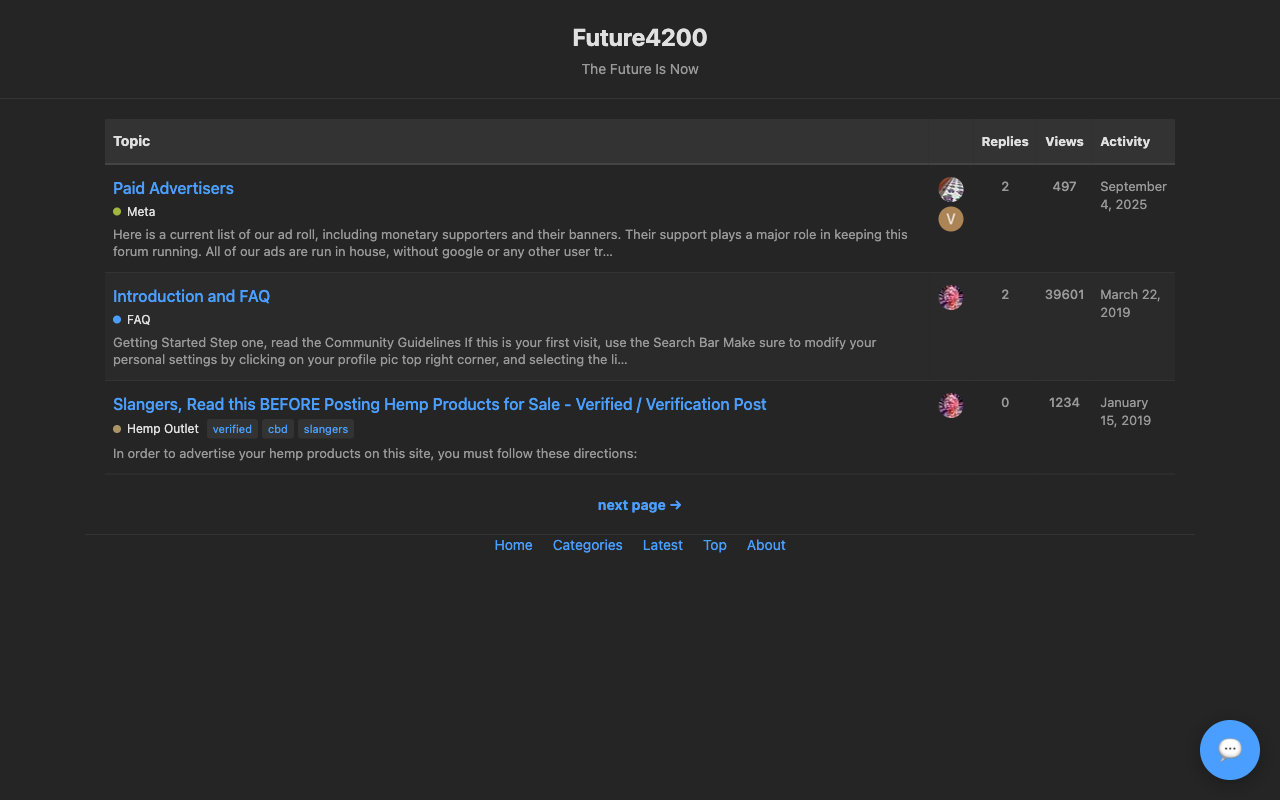 Future4200
The Future Is Now
Topic Replies Views Activity
Paid Advertisers
Meta
Here is a current list of our ad roll, including monetary supporters and their banners. Their support plays a major role in keeping this
forum running. All of our ads are run in house, without google or any other user tr...
V
2 497 September
4, 2025
Introduction and FAQ
FAQ
Getting Started Step one, read the Community Guidelines If this is your first visit, use the Search Bar Make sure to modify your
personal settings by clicking on your profile pic top right corner, and selecting the li...
2 39601 March 22,
2019
Slangers, Read this BEFORE Posting Hemp Products for Sale - Verified / Verification Post
Hemp Outlet verified cbd slangers
In order to advertise your hemp products on this site, you must follow these directions:
0 1234 January
15, 2019
next page →
Home Categories Latest Top About